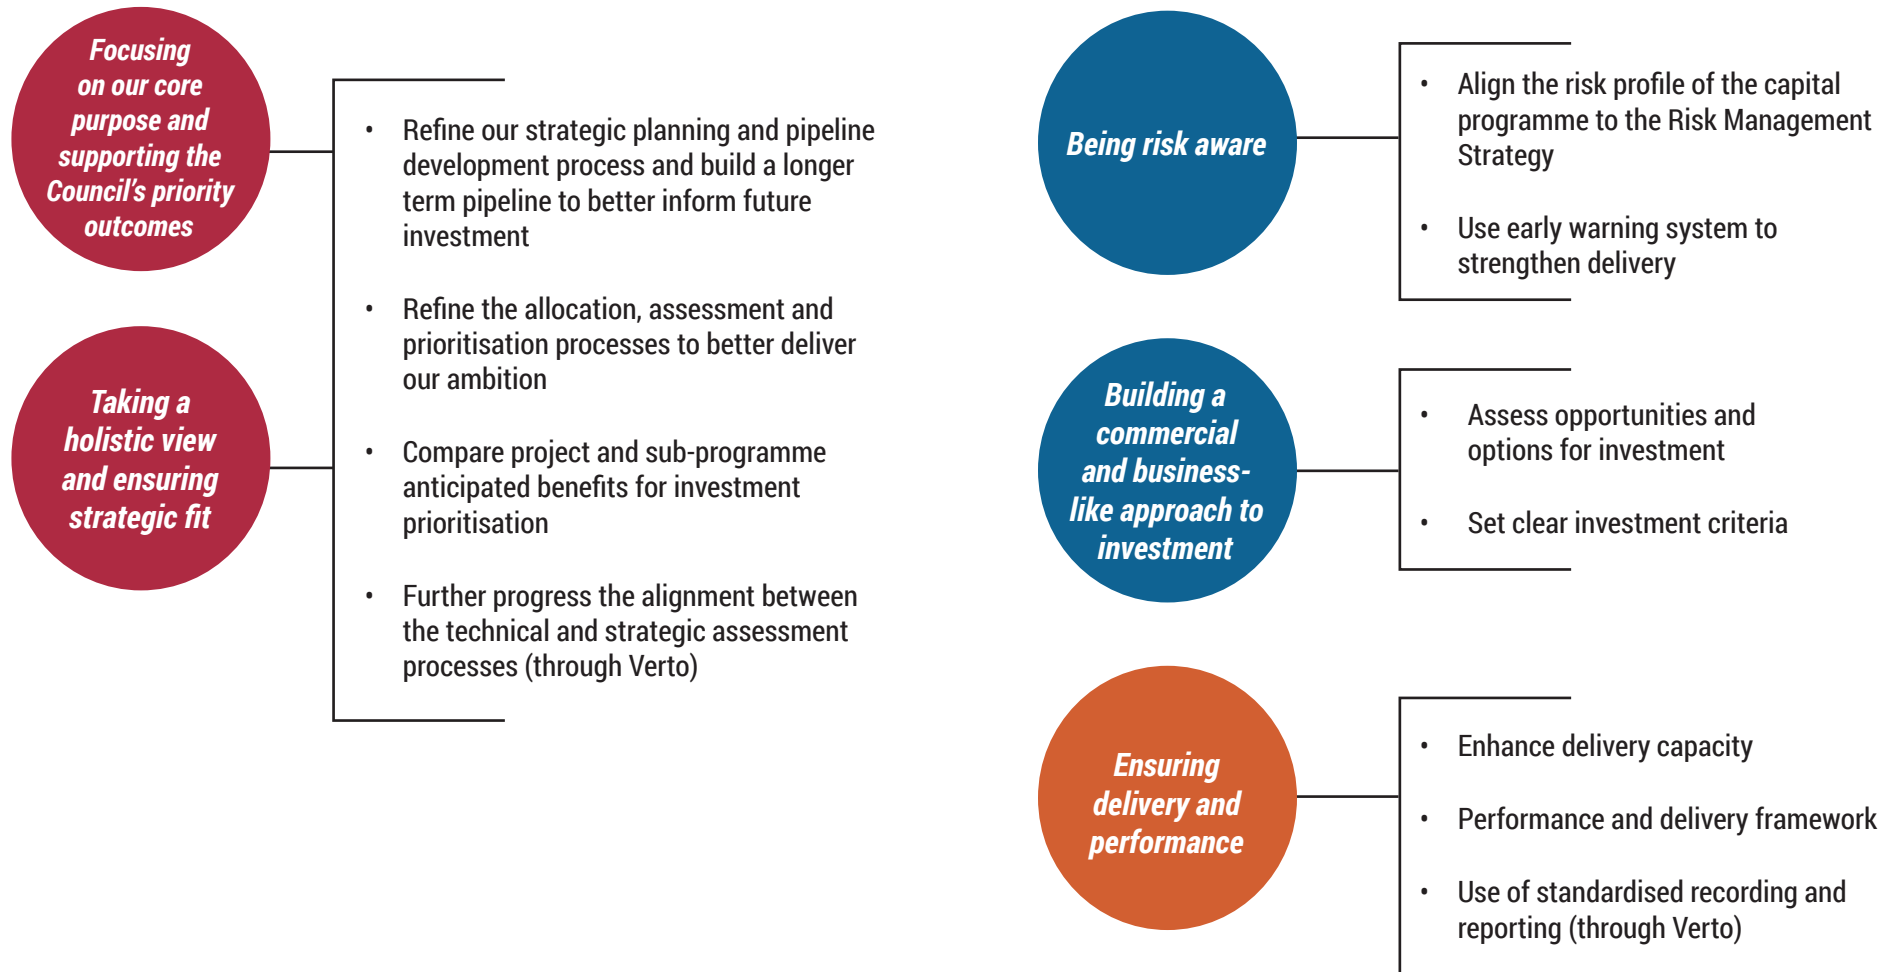 Focusing
on our core
purpose and
supporting the
Council's priority
outcomes
Taking a
holistic view
and ensuring
strategic fit
• Refine our strategic planning and pipeline
development process and build a longer
term pipeline to better inform future
investment
• Refine the allocation, assessment and
prioritisation processes to better deliver
our ambition
• Compare project and sub-programme
anticipated benefits for investment
prioritisation
• Further progress the alignment between
the technical and strategic assessment
processes (through Verto)
Being risk aware
• Align the risk profile of the capital
programme to the Risk Management
Strategy
• Use early warning system to
strengthen delivery
Building a
commercial
and business-
like approach to
investment
• Assess opportunities and
options for investment
• Set clear investment criteria
Ensuring
delivery and
performance
• Enhance delivery capacity
• Performance and delivery framework
• Use of standardised recording and
reporting (through Verto)